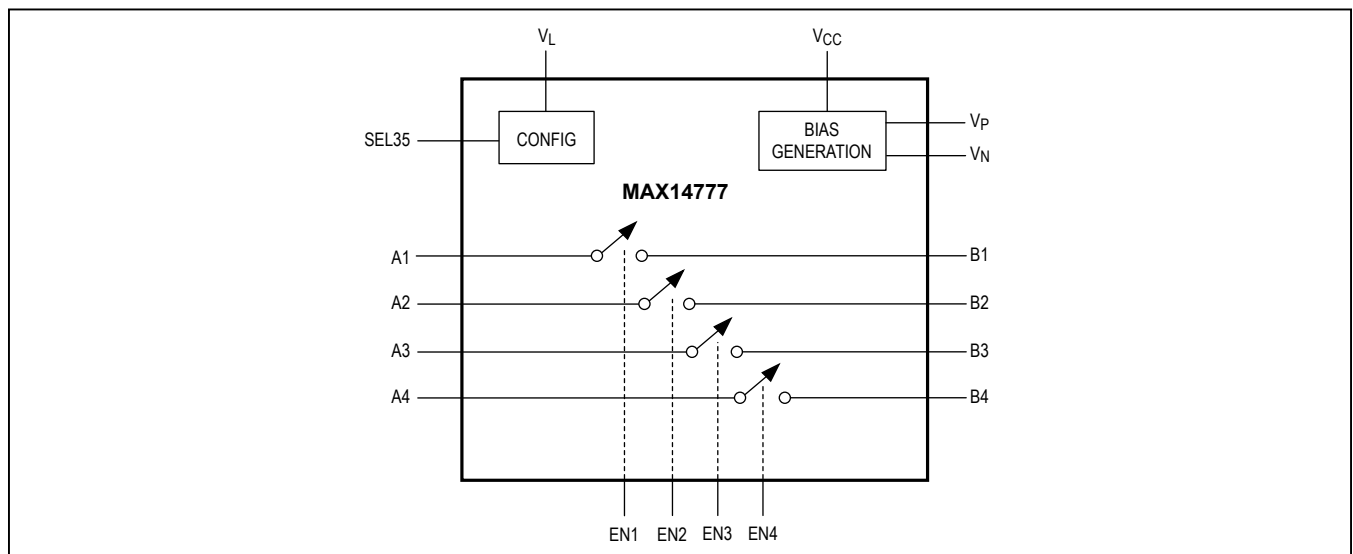 VL
VCC
SEL35
CONFIG
BIAS
GENERATION
VP
VN
MAX14777
A1
B1
A2
B2
A3
B3
A4
B4
EN1
EN2
EN3
EN4